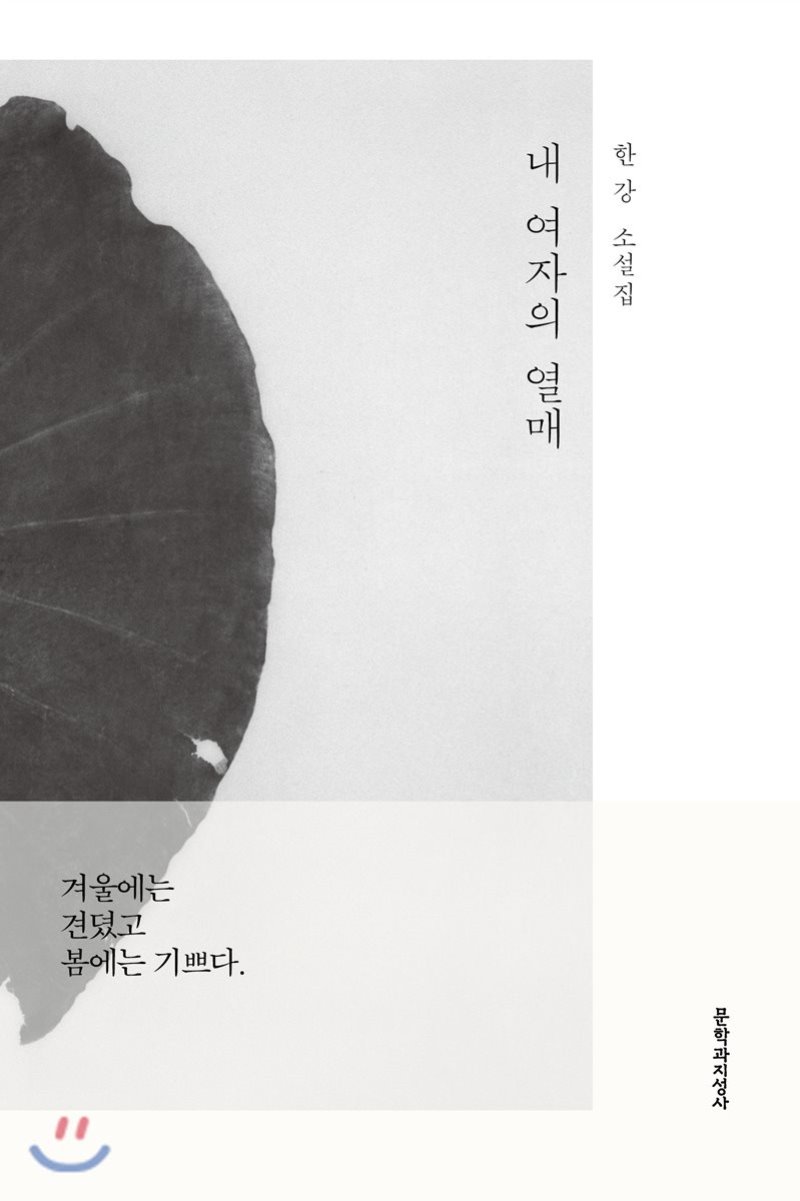 내 여자의 열매
한강 소설집
겨울에는
견뎠고
봄에는 기쁘다.
문학과지성사